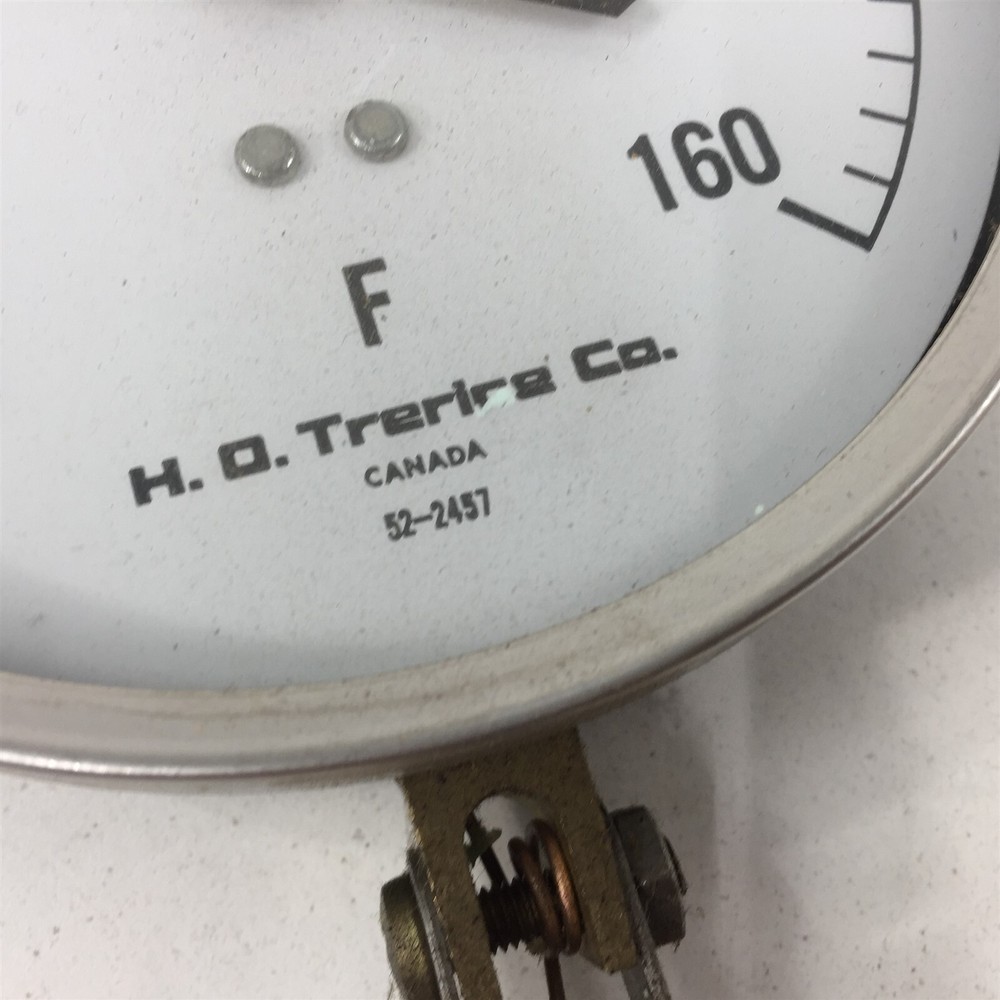 160
F
H. O. Trerice Co.
CANADA
52-2457